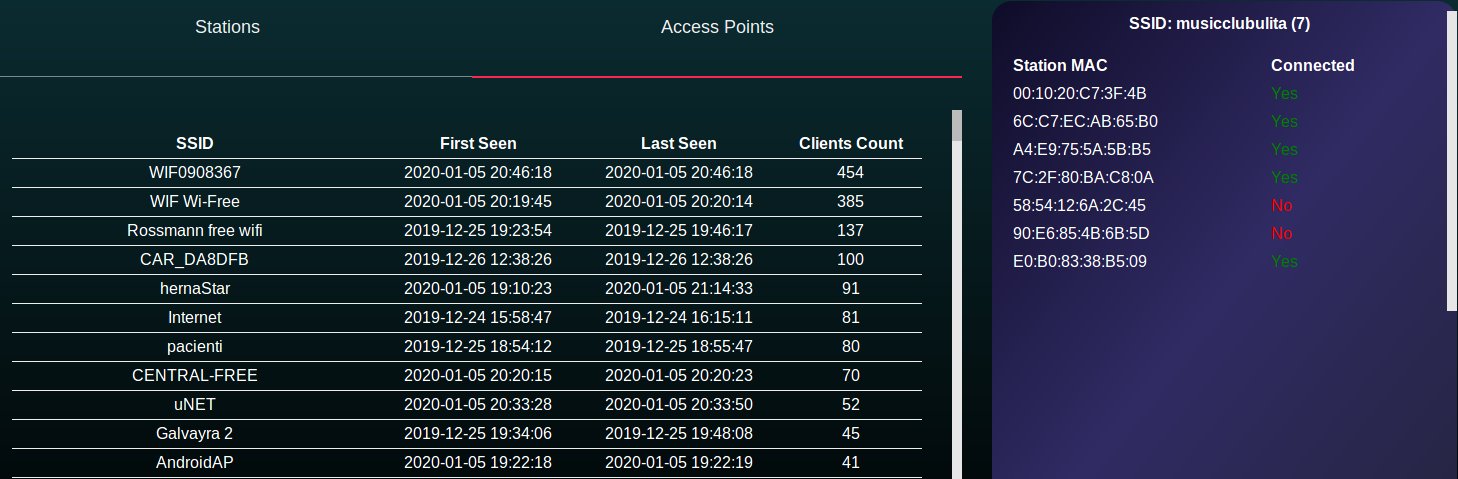 Stations Access Points
SSID First Seen Last Seen Clients Count
WIF0908367 2020-01-05 20:46:18 2020-01-05 20:46:18 454
WIF Wi-Free 2020-01-05 20:19:45 2020-01-05 20:20:14 385
Rossmann free wifi 2019-12-25 19:23:54 2019-12-25 19:46:17 137
CAR_DA8DFB 2019-12-26 12:38:26 2019-12-26 12:38:26 100
hernaStar 2020-01-05 19:10:23 2020-01-05 21:14:33 91
Internet 2019-12-24 15:58:47 2019-12-24 16:15:11 81
pacienti 2019-12-25 18:54:12 2019-12-25 18:55:47 80
CENTRAL-FREE 2020-01-05 20:20:15 2020-01-05 20:20:23 70
uNET 2020-01-05 20:33:28 2020-01-05 20:33:50 52
Galvayra 2 2019-12-25 19:34:06 2019-12-25 19:48:08 45
AndroidAP 2020-01-05 19:22:18 2020-01-05 19:22:19 41
SSID: musicclubulita (7)
Station MAC Connected
00:10:20:C7:3F:4B Yes
6C:C7:EC:AB:65:B0 Yes
A4:E9:75:5A:5B:B5 Yes
7C:2F:80:BA:C8:0A Yes
58:54:12:6A:2C:45 No
90:E6:85:4B:6B:5D No
E0:B0:83:38:B5:09 Yes